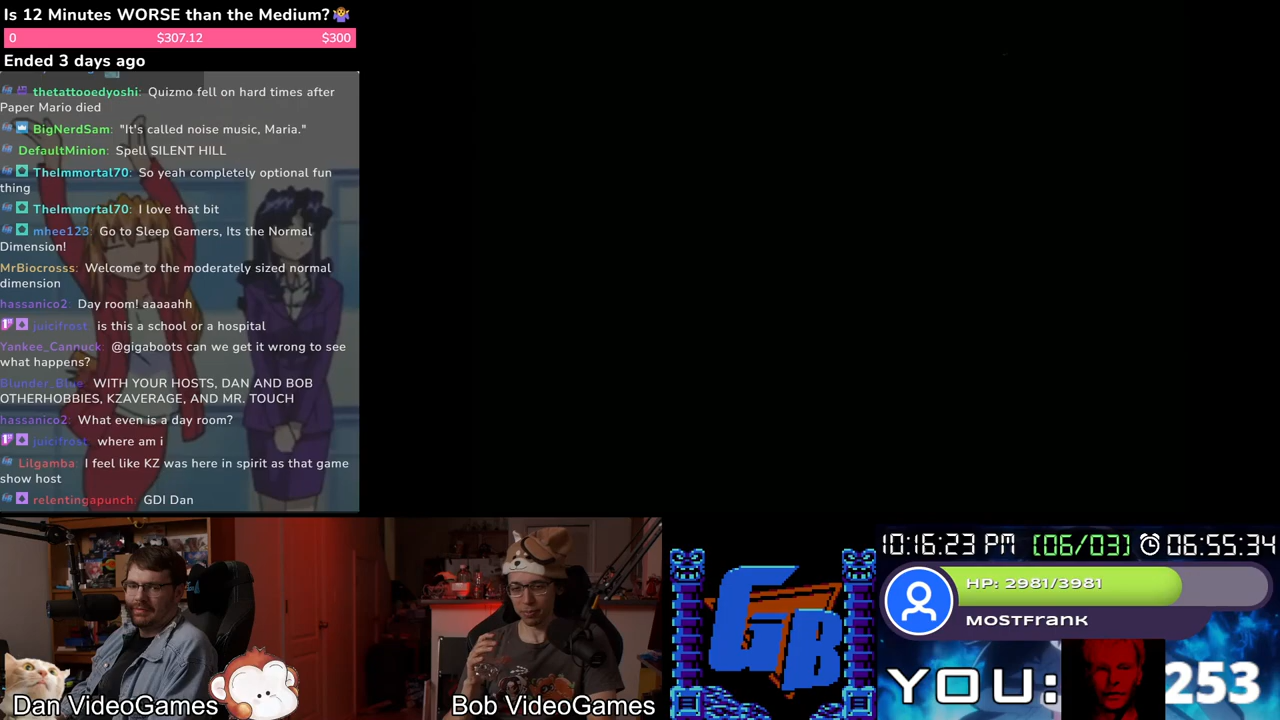 Is 12 Minutes WORSE than the Medium?🤷‍♀️
0 $307.12 $300
Ended 3 days ago
thetattooedyoshi: Quizmo fell on hard times after
Paper Mario died
BigNerdSam: "It's called noise music, Maria."
DefaultMinion: Spell SILENT HILL
TheImmortal70: So yeah completely optional fun
thing
TheImmortal70: I love that bit
mhee123: Go to Sleep Gamers, Its the Normal
Dimension!
MrBiocrosss: Welcome to the moderately sized normal
dimension
hassanico2: Day room! aaaaahh
juicifrost is this a school or a hospital
Yankee_Cannuck: @gigaboots can we get it wrong to see
what happens?
Blunder_Blue: WITH YOUR HOSTS, DAN AND BOB
OTHERHOBBIES, KZAVERAGE, AND MR. TOUCH
hassanico2: What even is a day room?
juicifrost: where am i
Lilgamba: I feel like KZ was here in spirit as that game
show host
relentingapunch: GDI Dan
Dan VideoGames
Bob VideoGames
GB
10:16:23 PM [06/03] 06:55:34
HP: 2981/3981
MostFrank
YOU: 253